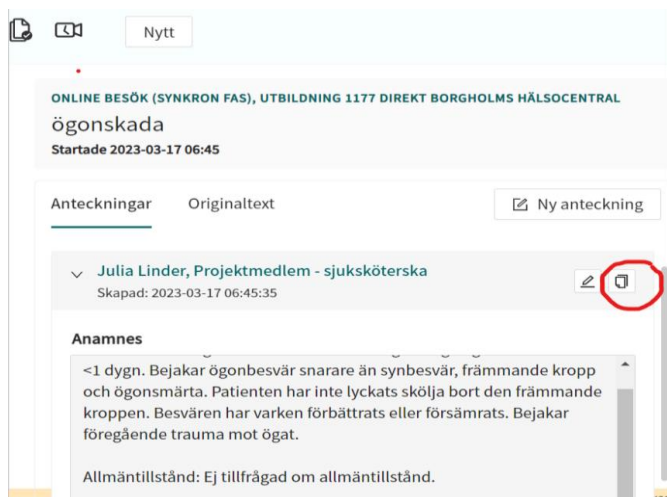 Nytt
ONLINE BESÖK (SYNKRON FAS), UTBILDNING 1177 DIREKT BORGHOLMS HÄLSOCENTRAL
ögonskada
Startade 2023-03-17 06:45
Anteckningar Originaltext Ny anteckning
Julia Linder, Projektmedlem - sjuksköterska
Skapad: 2023-03-17 06:45:35
Anamnes
<1 dygn. Bejakar ögonbesvär snarare än synbesvär, främmande kropp
och ögonsmärta. Patienten har inte lyckats skölja bort den främmande
kroppen. Besvären har varken förbättrats eller försämrats. Bejakar
föregående trauma mot ögat.
Allmäntillstånd: Ej tillfrågad om allmäntillstånd.